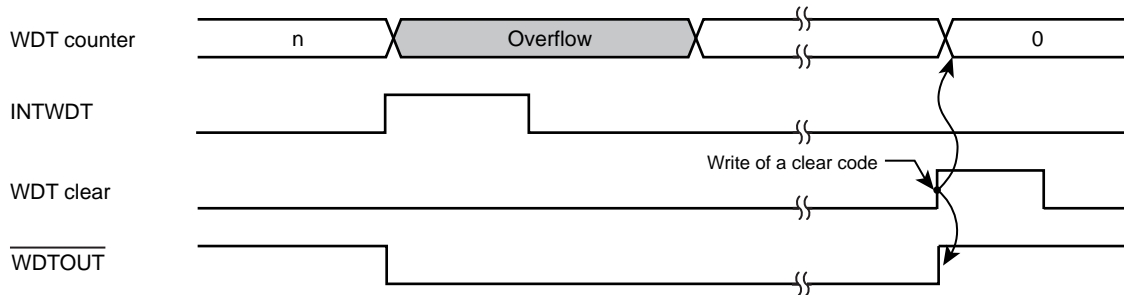 WDT counter n Overflow 0
INTWDT
Write of a clear code
WDT clear
WDTOUT